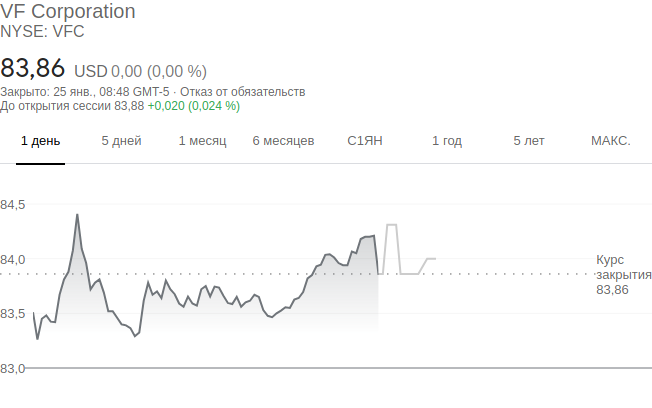 VF Corporation
NYSE: VFC
83,86 USD 0,00 (0,00 %)
Закрыто: 25 янв., 08:48 GMT-5 · Отказ от обязательств
До открытия сессии 83,88 +0,020 (0,024 %)
1 день 5 дней 1 месяц 6 месяцев С1ЯН 1 год 5 лет МАКС.
84,5
84,0
Курс
закрытия
83,86
83,5
83,0